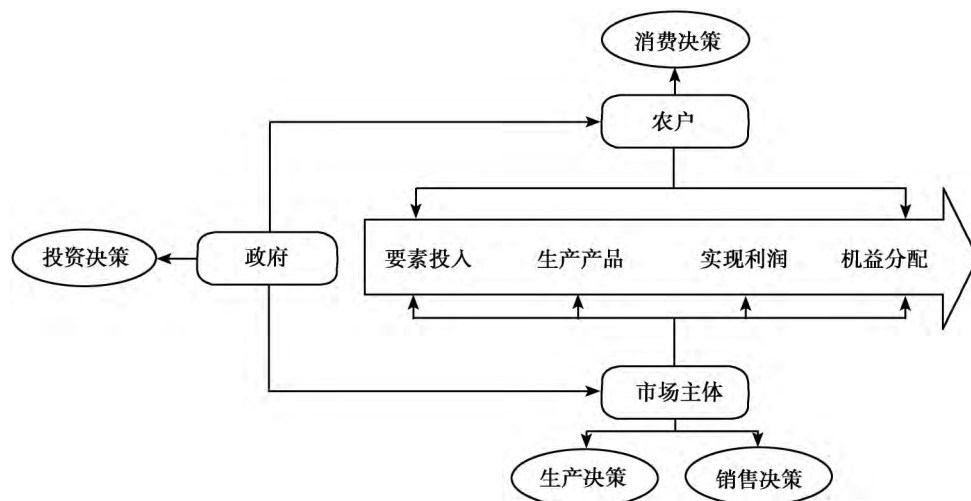 消费决策
农户
投资决策
政府
要素投入
生产产品
实现利润
机益分配
市场主体
生产决策
销售决策